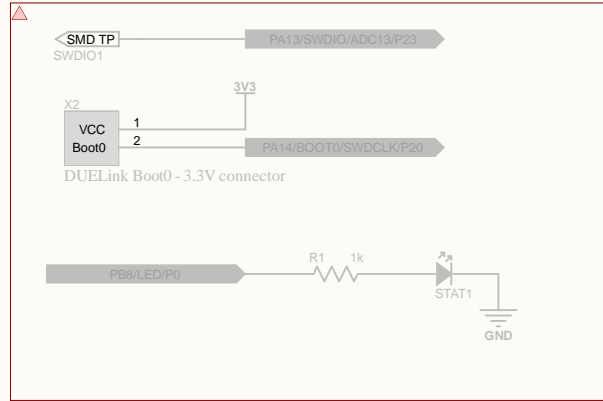 SMD TP
PA13/SWDIO/ADC13/P23
SWDIO1
3V3
X2
VCC 1
Boot0 2
PA14/BOOT0/SWDCLK/P20
DUELink Boot0 - 3.3V connector
R1 1k
PB8/LED/P0
STAT1
GND